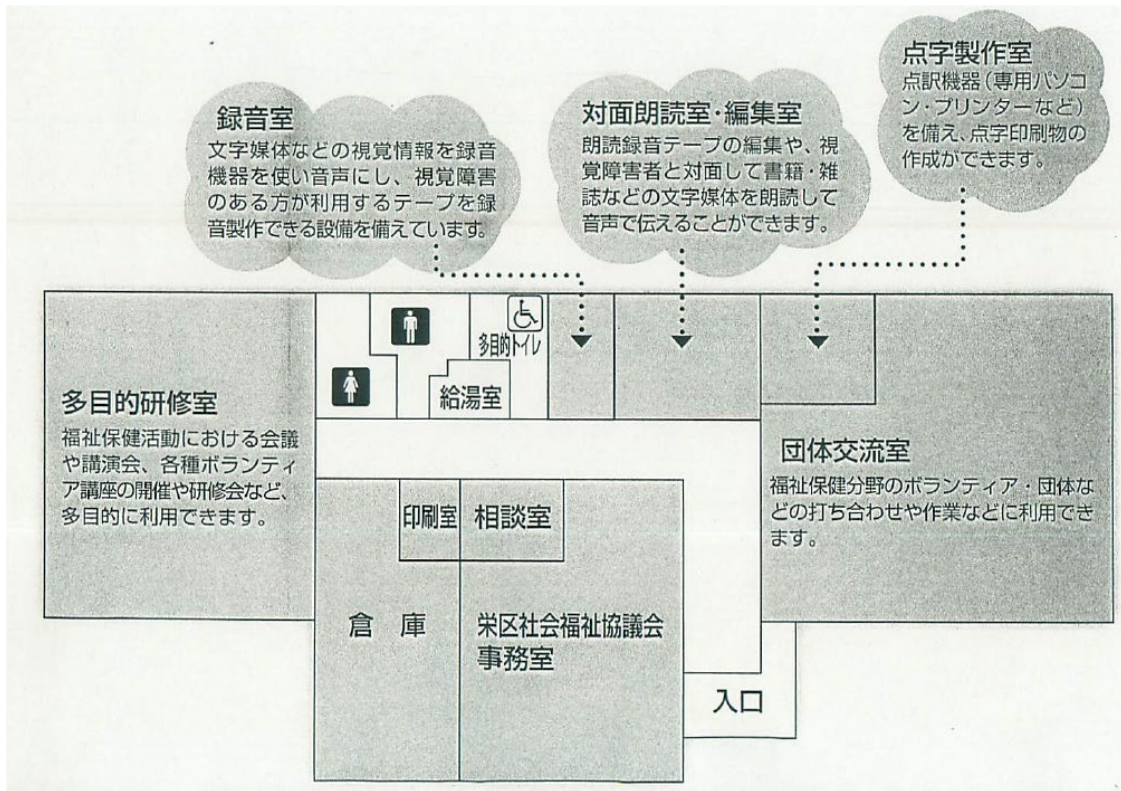 点字製作室
点訳機器(専用パソコ
ン・プリンターなど)
を備え、点字印刷物の
作成ができます。
録音室
文字媒体などの視覚情報を録音
機器を使い音声にし、視覚障害
のある方が利用するテープを録
音製作できる設備を備えています。
対面朗読室・編集室
朗読録音テープの編集や、視
覚障害者と対面して書籍・雑
誌などの文字媒体を朗読して
音声で伝えることができます。
多目的トイレ
給湯室
多目的研修室
福祉保健活動における会議
や講演会、各種ボランティ
ア講座の開催や研修会など、
多目的に利用できます。
団体交流室
福祉保健分野のボランティア・団体な
どの打ち合わせや作業などに利用でき
ます。
印刷室
相談室
倉 庫
栄区社会福祉協議会
事務室
入口